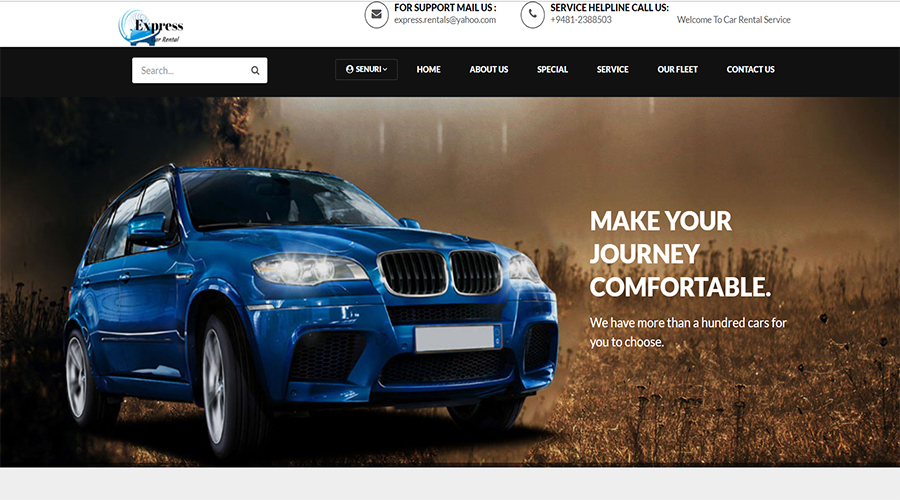 Express
Car Rental
FOR SUPPORT MAIL US :
express.rentals@yahoo.com
SERVICE HELPLINE CALL US:
+9481-2388503
Welcome To Car Rental Service
Search...
SENURI
HOME
ABOUT US
SPECIAL
SERVICE
OUR FLEET
CONTACT US
MAKE YOUR
JOURNEY
COMFORTABLE.
We have more than a hundred cars for
you to choose.